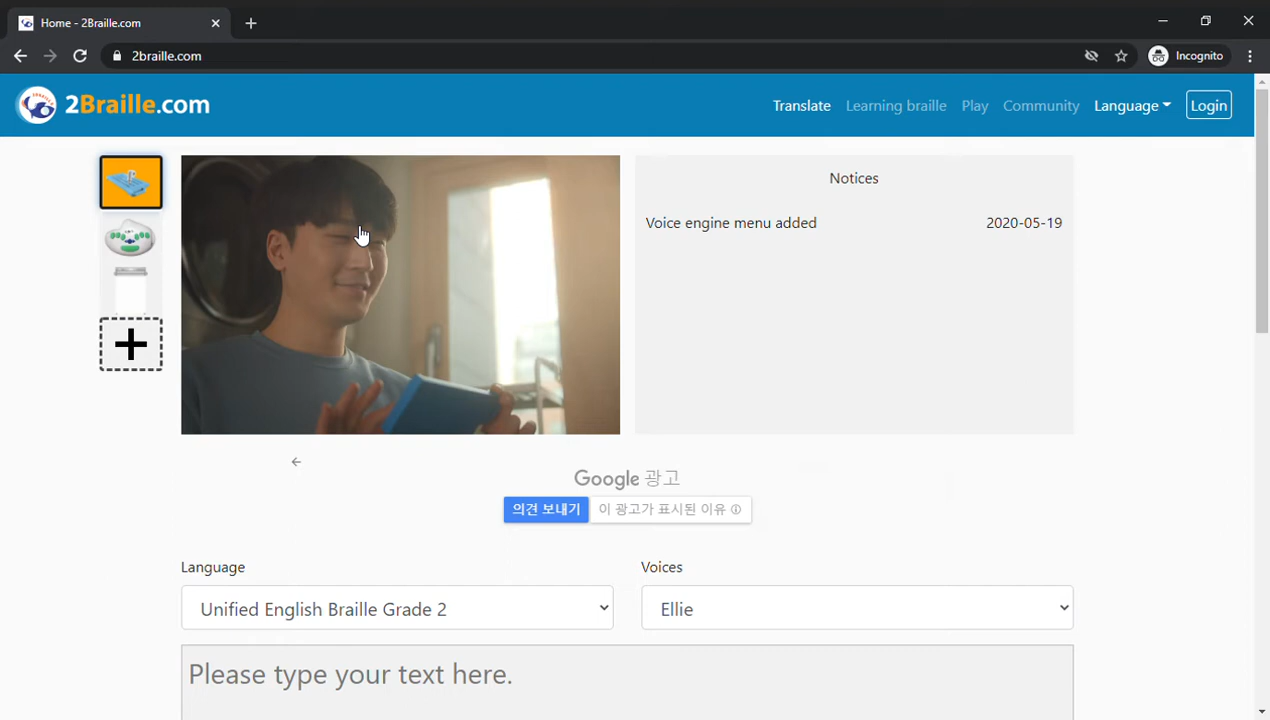 Home - 2Braille.com
2braille.com
Incognito
2Braille.com
Translate Learning braille Play Community Language Login
Notices
Voice engine menu added 2020-05-19
Google 광고
의견 보내기 이 광고가 표시된 이유
Language Voices
Unified English Braille Grade 2 Ellie
Please type your text here.